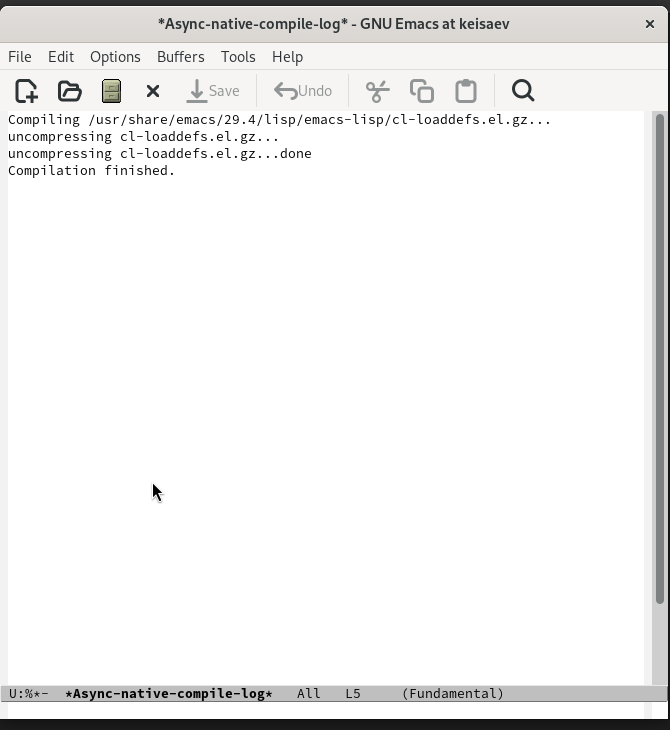 *Async-native-compile-log* - GNU Emacs at keisaev
File Edit Options Buffers Tools Help
Save Undo
Compiling /usr/share/emacs/29.4/lisp/emacs-lisp/cl-loaddefs.el.gz...
uncompressing cl-loaddefs.el.gz...
uncompressing cl-loaddefs.el.gz...done
Compilation finished.
U:%*- *Async-native-compile-log* All L5 (Fundamental)